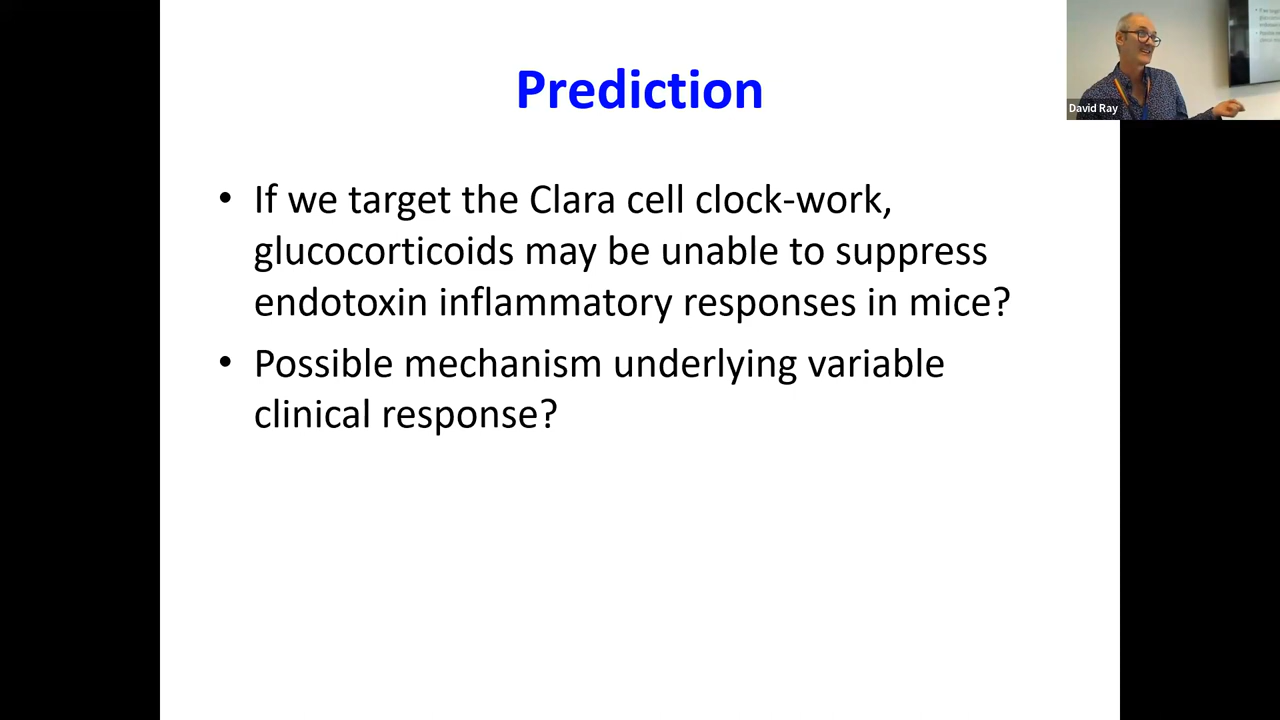 Prediction
• If we target the Clara cell clock-work,
glucocorticoids may be unable to suppress
endotoxin inflammatory responses in mice?
• Possible mechanism underlying variable
clinical response?
David Ray